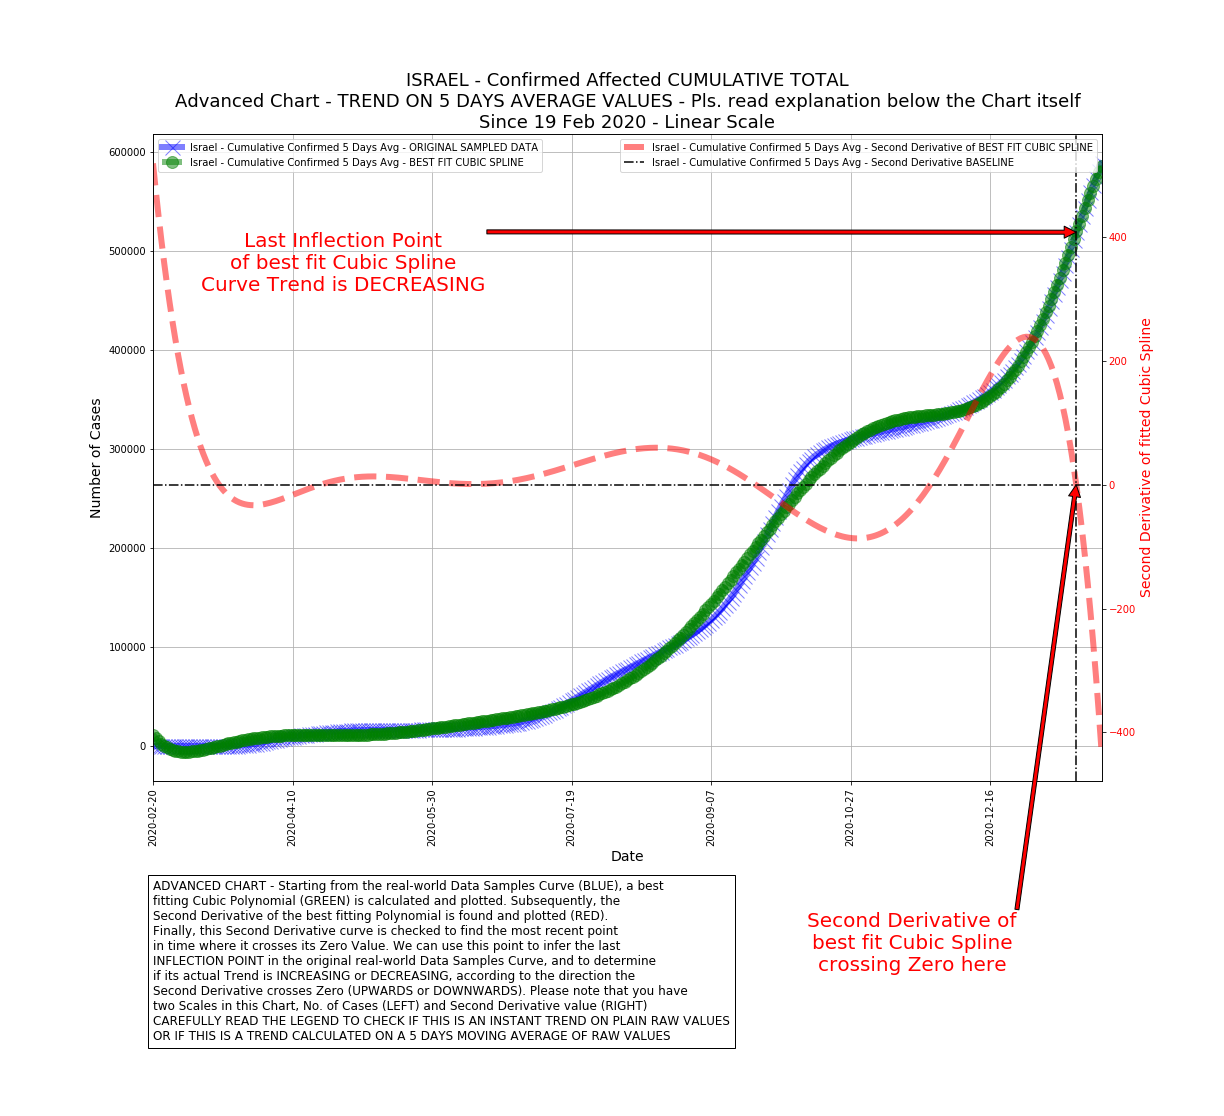 ISRAEL - Confirmed Affected CUMULATIVE TOTAL
Advanced Chart - TREND ON 5 DAYS AVERAGE VALUES - Pls. read explanation below the Chart itself
Since 19 Feb 2020 - Linear Scale
Israel - Cumulative Confirmed 5 Days Avg - ORIGINAL SAMPLED DATA
Israel - Cumulative Confirmed 5 Days Avg - BEST FIT CUBIC SPLINE
Israel - Cumulative Confirmed 5 Days Avg - Second Derivative of BEST FIT CUBIC SPLINE
Israel - Cumulative Confirmed 5 Days Avg - Second Derivative BASELINE
Last Inflection Point
of best fit Cubic Spline
Curve Trend is DECREASING
Number of Cases
600000
500000
400000
300000
200000
100000
0
400
200
0
−200
−400
Second Derivative of fitted Cubic Spline
2020-02-20
2020-04-10
2020-05-30
2020-07-19
2020-09-07
2020-10-27
2020-12-16
Date
Second Derivative of
best fit Cubic Spline
crossing Zero here
ADVANCED CHART - Starting from the real-world Data Samples Curve (BLUE), a best
fitting Cubic Polynomial (GREEN) is calculated and plotted. Subsequently, the
Second Derivative of the best fitting Polynomial is found and plotted (RED).
Finally, this Second Derivative curve is checked to find the most recent point
in time where it crosses its Zero Value. We can use this point to infer the last
INFLECTION POINT in the original real-world Data Samples Curve, and to determine
if its actual Trend is INCREASING or DECREASING, according to the direction the
Second Derivative crosses Zero (UPWARDS or DOWNWARDS). Please note that you have
two Scales in this Chart, No. of Cases (LEFT) and Second Derivative value (RIGHT)
CAREFULLY READ THE LEGEND TO CHECK IF THIS IS AN INSTANT TREND ON PLAIN RAW VALUES
OR IF THIS IS A TREND CALCULATED ON A 5 DAYS MOVING AVERAGE OF RAW VALUES